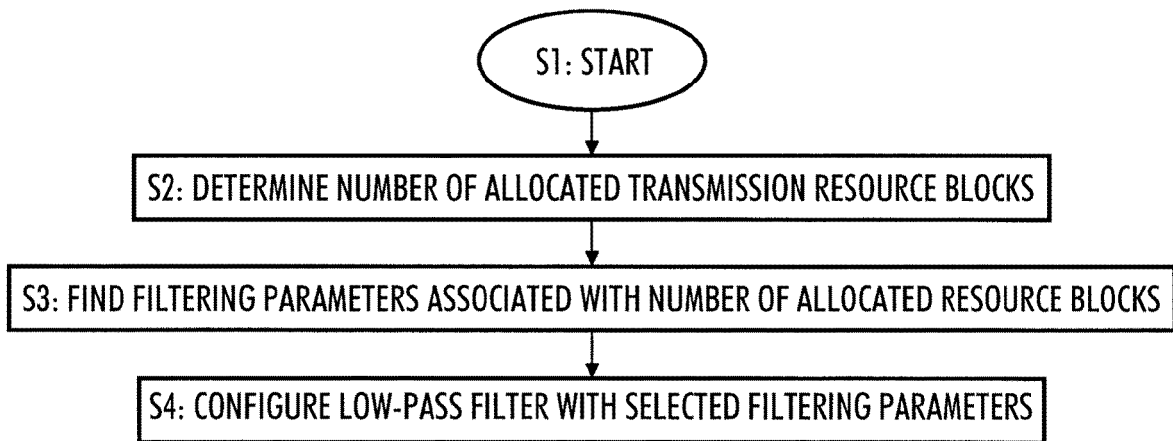 S1: START
S2: DETERMINE NUMBER OF ALLOCATED TRANSMISSION RESOURCE BLOCKS
S3: FIND FILTERING PARAMETERS ASSOCIATED WITH NUMBER OF ALLOCATED RESOURCE BLOCKS
S4: CONFIGURE LOW-PASS FILTER WITH SELECTED FILTERING PARAMETERS